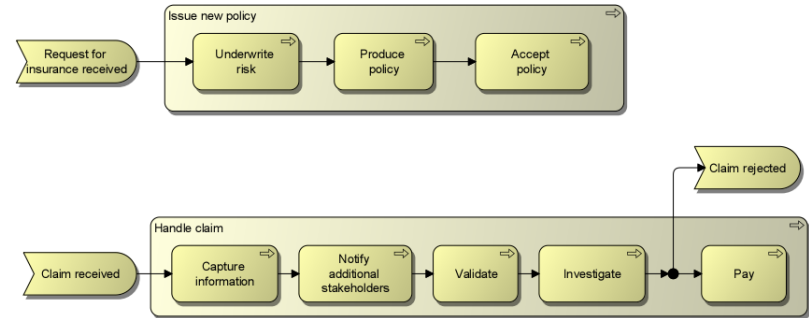 Issue new policy
Request for
insurance received
Underwrite
risk
Produce
policy
Accept
policy
Claim rejected
Handle claim
Claim received
Capture
information
Notify
additional
stakeholders
Validate
Investigate
Pay